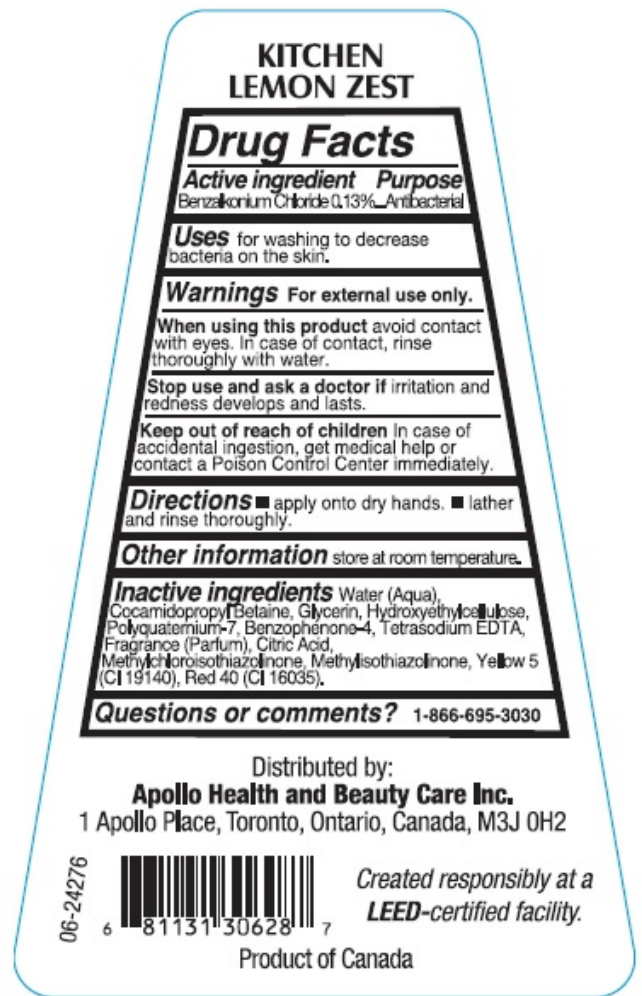 KITCHEN
LEMON ZEST
Drug Facts
Active ingredient Purpose
Benzalkonium Chloride 0.13%...Antibacterial
Uses for washing to decrease
bacteria on the skin.
Warnings For external use only.
When using this product avoid contact
with eyes. In case of contact, rinse
thoroughly with water.
Stop use and ask a doctor if irritation and
redness develops and lasts.
Keep out of reach of children In case of
accidental ingestion, get medical help or
contact a Poison Control Center immediately.
Directions ■ apply onto dry hands. ■ lather
and rinse thoroughly.
Other information store at room temperature.
Inactive ingredients Water (Aqua),
Cocamidopropyl Betaine, Glycerin, Hydroxyethylcellulose,
Polyquaternium-7, Benzophenone-4, Tetrasodium EDTA,
Fragrance (Parfum), Citric Acid,
Methylchloroisothiazolinone, Methylisothiazolinone, Yellow 5
(CI 19140), Red 40 (CI 16035).
Questions or comments? 1-866-695-3030
Distributed by:
Apollo Health and Beauty Care Inc.
1 Apollo Place, Toronto, Ontario, Canada, M3J 0H2
06-24276
6 81131 30628 7
Created responsibly at a
LEED-certified facility.
Product of Canada